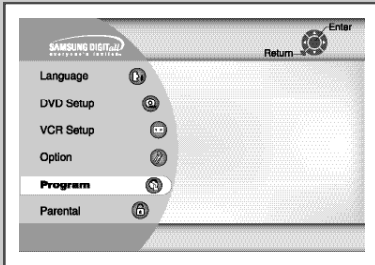 Enter
SAMSUNG DIGITall
everyone's invited
Return
Language
DVD Setup
VCR Setup
Option
Program
Parental